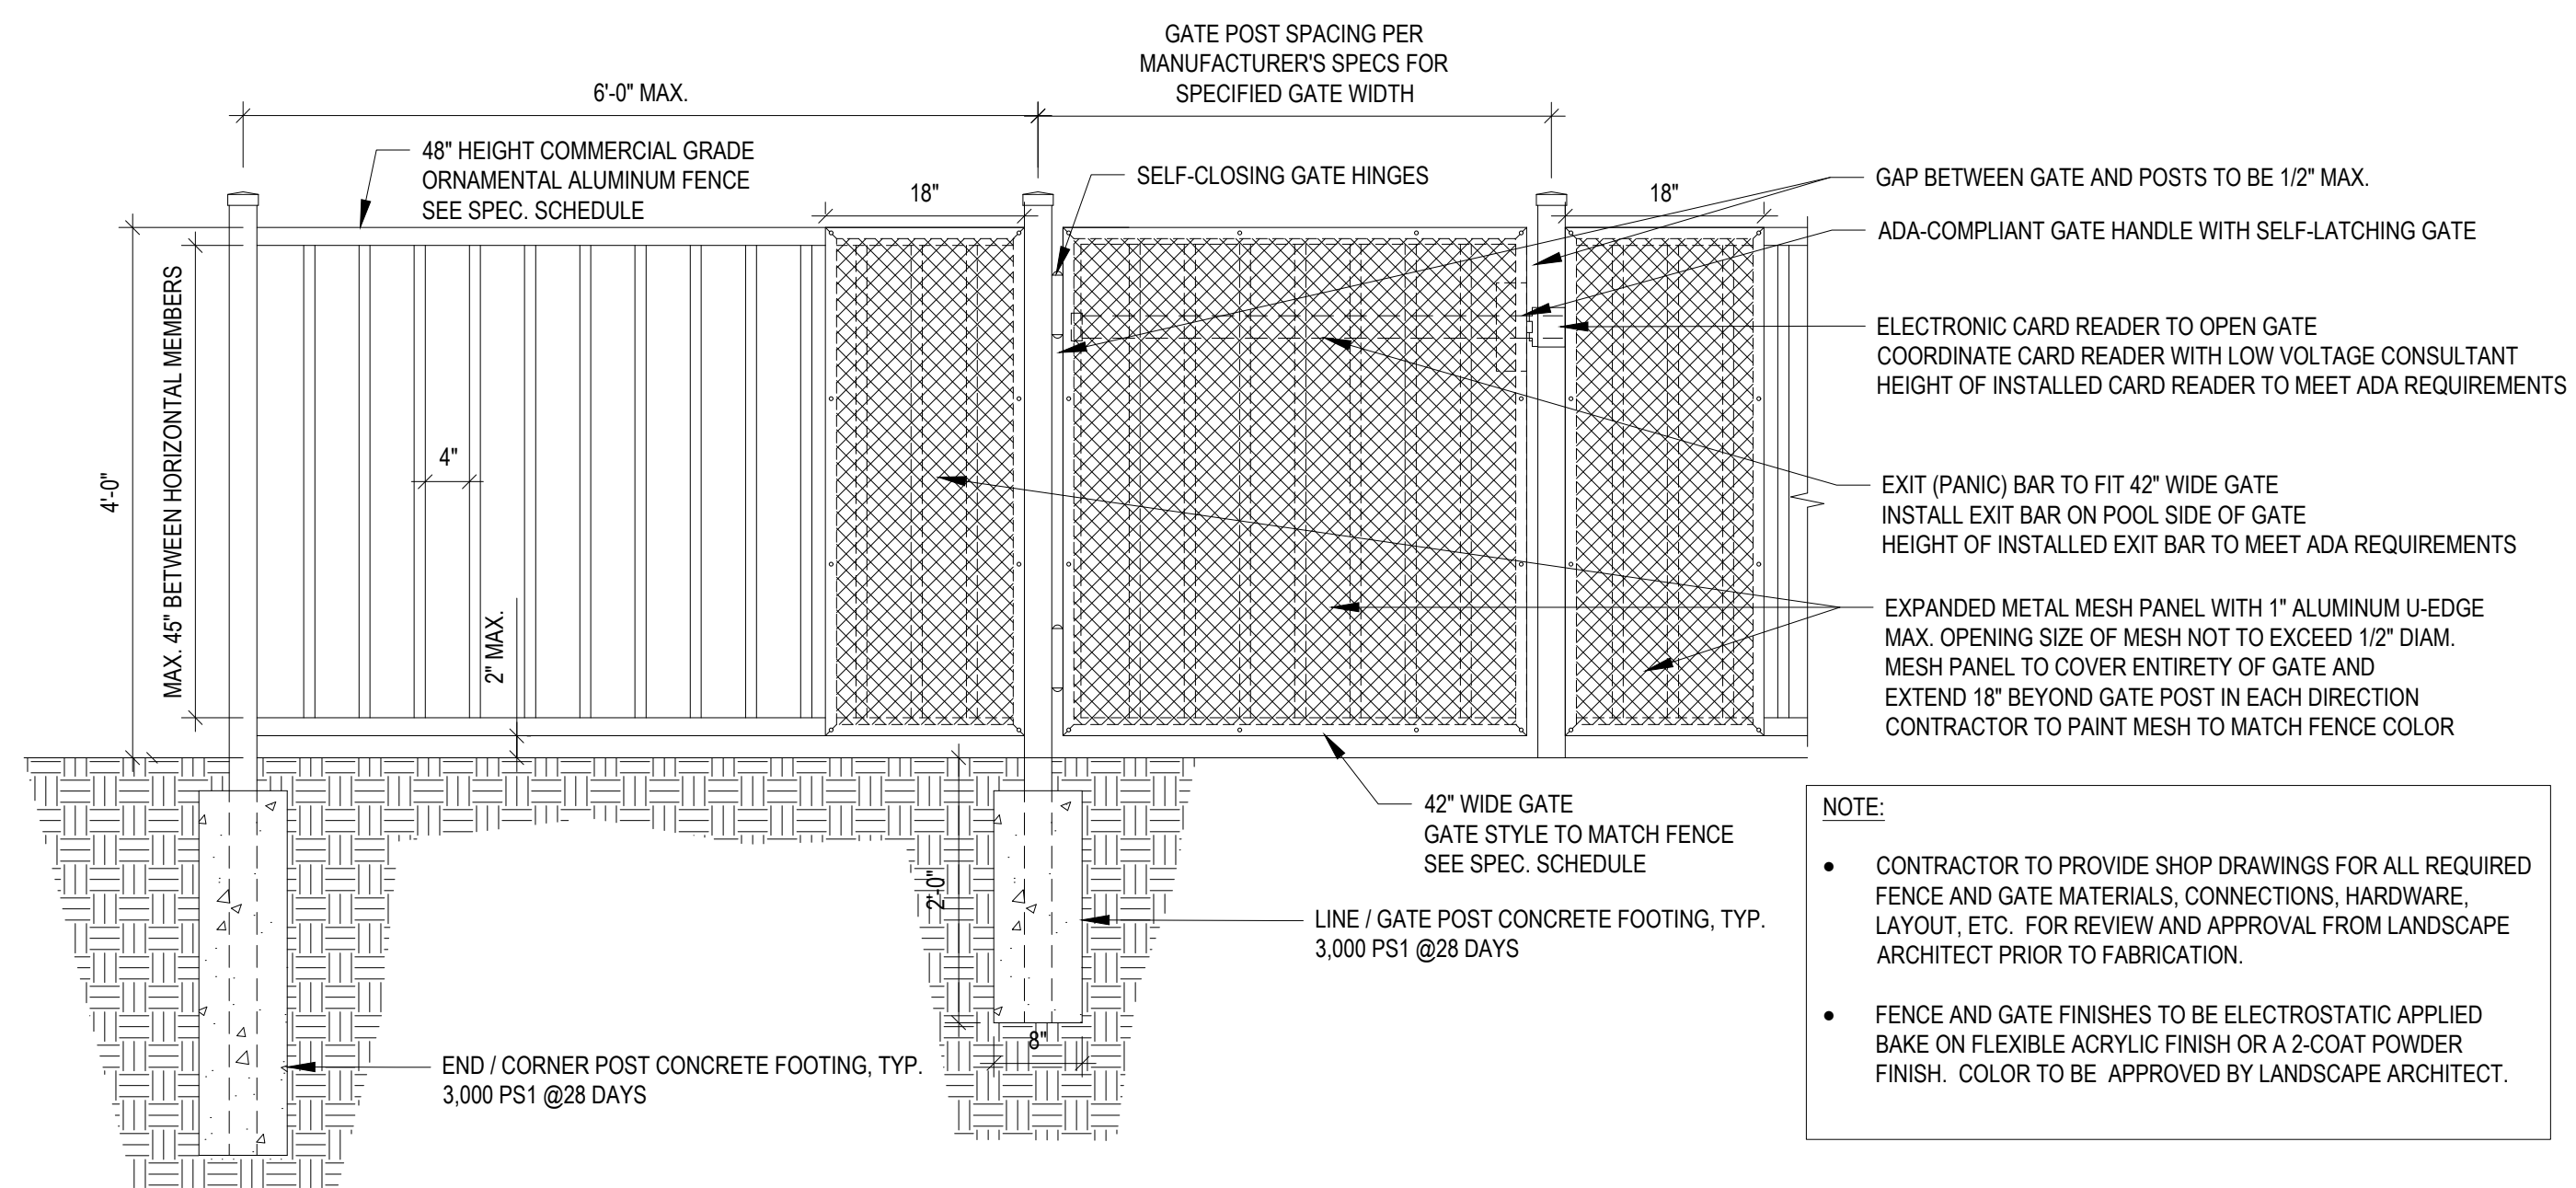 GATE POST SPACING PER
MANUFACTURER'S SPECS FOR
SPECIFIED GATE WIDTH
6'-0" MAX.
48" HEIGHT COMMERCIAL GRADE
ORNAMENTAL ALUMINUM FENCE
SEE SPEC. SCHEDULE
18"
SELF-CLOSING GATE HINGES
18"
GAP BETWEEN GATE AND POSTS TO BE 1/2" MAX.
ADA-COMPLIANT GATE HANDLE WITH SELF-LATCHING GATE
ELECTRONIC CARD READER TO OPEN GATE
COORDINATE CARD READER WITH LOW VOLTAGE CONSULTANT
HEIGHT OF INSTALLED CARD READER TO MEET ADA REQUIREMENTS
4'-0"
MAX. 45" BETWEEN HORIZONTAL MEMBERS
4"
2" MAX.
EXIT (PANIC) BAR TO FIT 42" WIDE GATE
INSTALL EXIT BAR ON POOL SIDE OF GATE
HEIGHT OF INSTALLED EXIT BAR TO MEET ADA REQUIREMENTS
EXPANDED METAL MESH PANEL WITH 1" ALUMINUM U-EDGE
MAX. OPENING SIZE OF MESH NOT TO EXCEED 1/2" DIAM.
MESH PANEL TO COVER ENTIRETY OF GATE AND
EXTEND 18" BEYOND GATE POST IN EACH DIRECTION
CONTRACTOR TO PAINT MESH TO MATCH FENCE COLOR
42" WIDE GATE
GATE STYLE TO MATCH FENCE
SEE SPEC. SCHEDULE
2'-0"
LINE / GATE POST CONCRETE FOOTING, TYP.
3,000 PS1 @28 DAYS
8"
END / CORNER POST CONCRETE FOOTING, TYP.
3,000 PS1 @28 DAYS
NOTE:
• CONTRACTOR TO PROVIDE SHOP DRAWINGS FOR ALL REQUIRED
FENCE AND GATE MATERIALS, CONNECTIONS, HARDWARE,
LAYOUT, ETC. FOR REVIEW AND APPROVAL FROM LANDSCAPE
ARCHITECT PRIOR TO FABRICATION.
• FENCE AND GATE FINISHES TO BE ELECTROSTATIC APPLIED
BAKE ON FLEXIBLE ACRYLIC FINISH OR A 2-COAT POWDER
FINISH. COLOR TO BE APPROVED BY LANDSCAPE ARCHITECT.